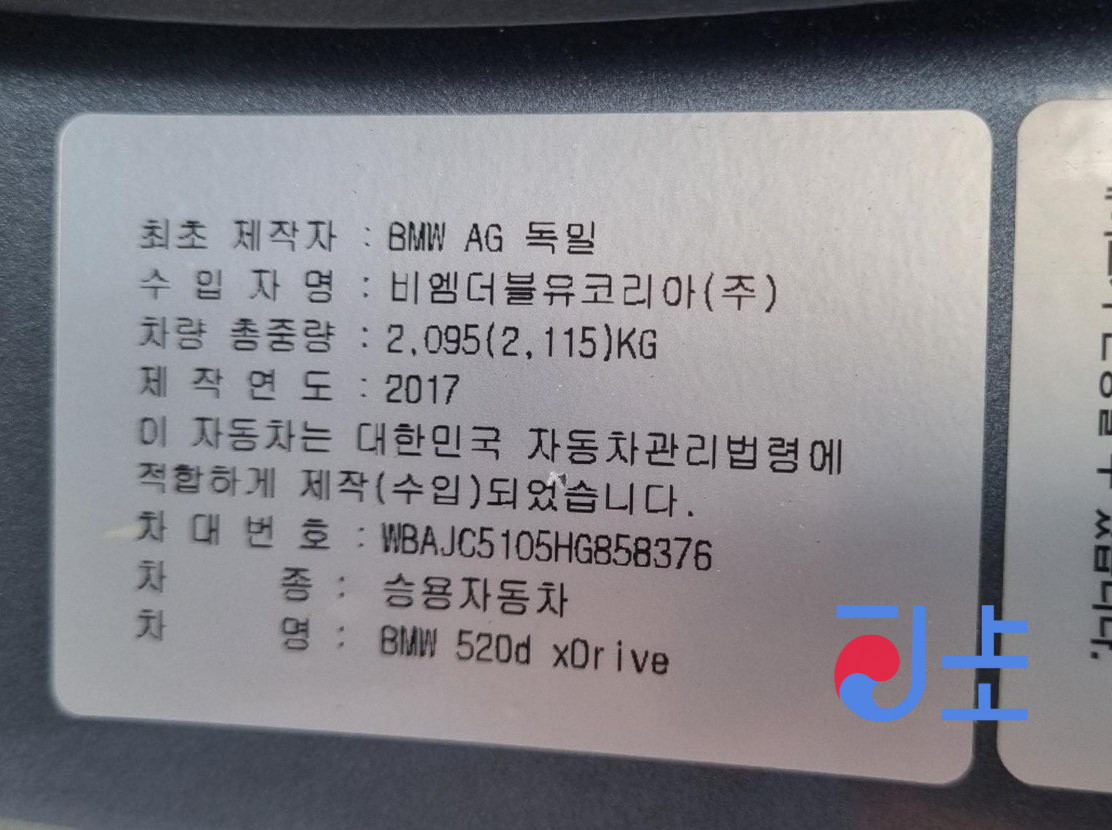 최초 제작자 : BMW AG 독일
수 입 자 명 : 비엠더블유코리아(주)
차량 총중량 : 2,095(2,115)KG
제 작 연 도 : 2017
이 자동차는 대한민국 자동차관리법령에
적합하게 제작(수입)되었습니다.
차 대 번 호 : WBAJC5105HG858376
차 종 : 승용자동차
차 명 : BMW 520d xDrive